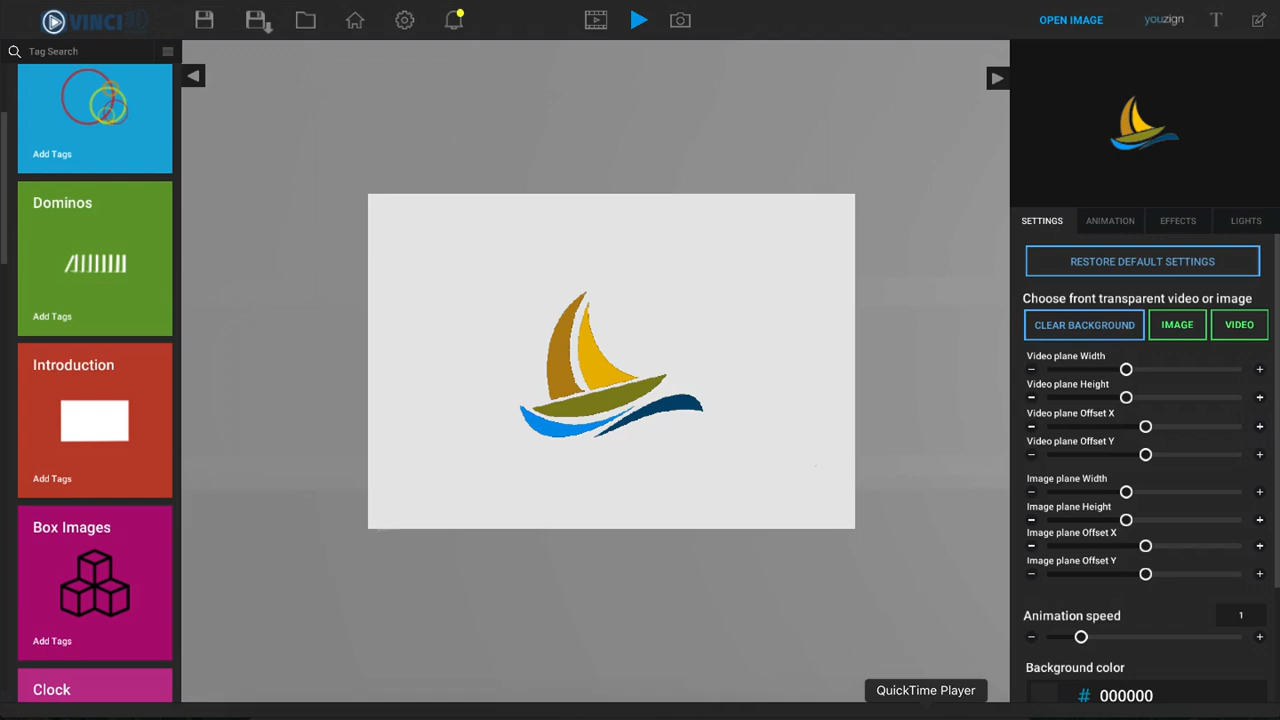 VINCI3D
OPEN IMAGE
youzign
T
Tag Search
Add Tags
Dominos
Add Tags
Introduction
Add Tags
Box Images
Add Tags
Clock
SETTINGS
ANIMATION
EFFECTS
LIGHTS
RESTORE DEFAULT SETTINGS
Choose front transparent video or image
CLEAR BACKGROUND
IMAGE
VIDEO
Video plane Width
Video plane Height
Video plane Offset X
Video plane Offset Y
Image plane Width
Image plane Height
Image plane Offset X
Image plane Offset Y
Animation speed
1
Background color
# 000000
QuickTime Player